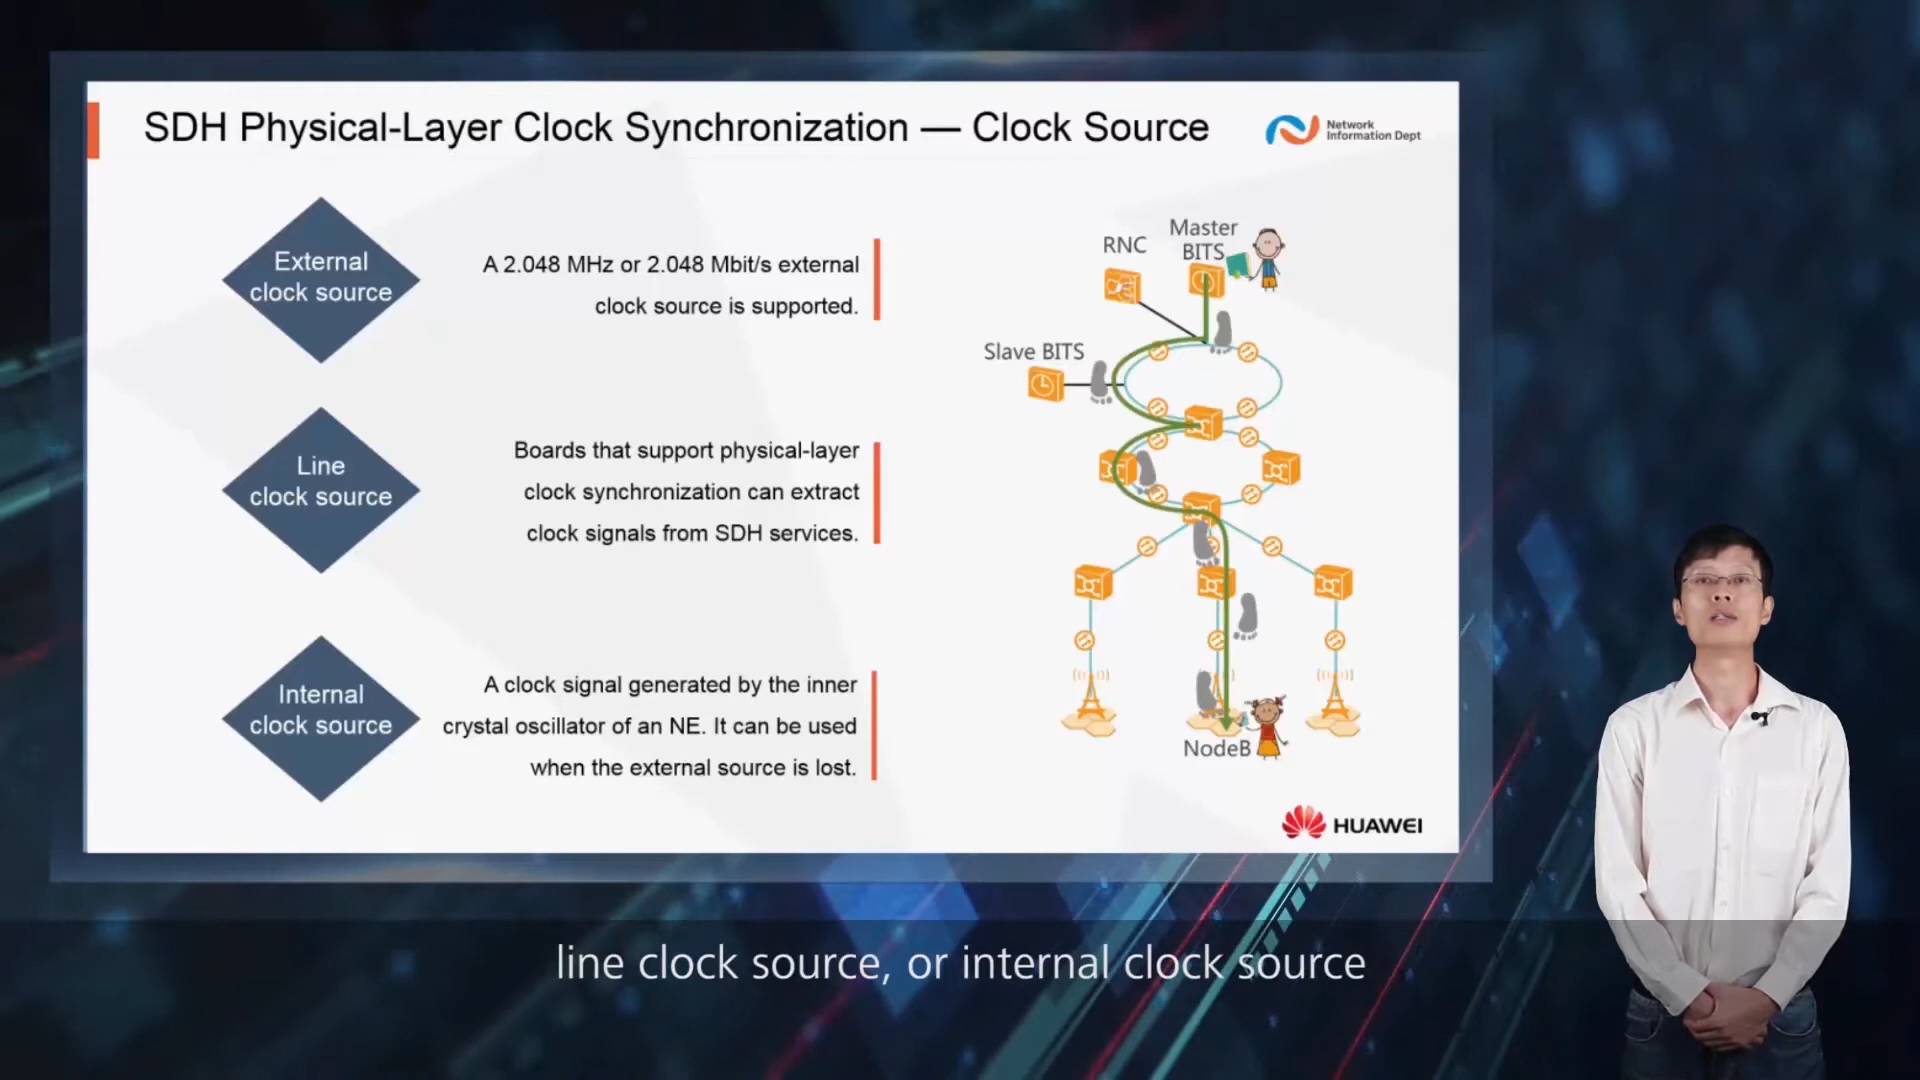 SDH Physical-Layer Clock Synchronization — Clock Source
Network
Information Dept
External
clock source
A 2.048 MHz or 2.048 Mbit/s external
clock source is supported.
Line
clock source
Boards that support physical-layer
clock synchronization can extract
clock signals from SDH services.
Internal
clock source
A clock signal generated by the inner
crystal oscillator of an NE. It can be used
when the external source is lost.
RNC
Master
BITS
Slave BITS
NodeB
HUAWEI
line clock source, or internal clock source